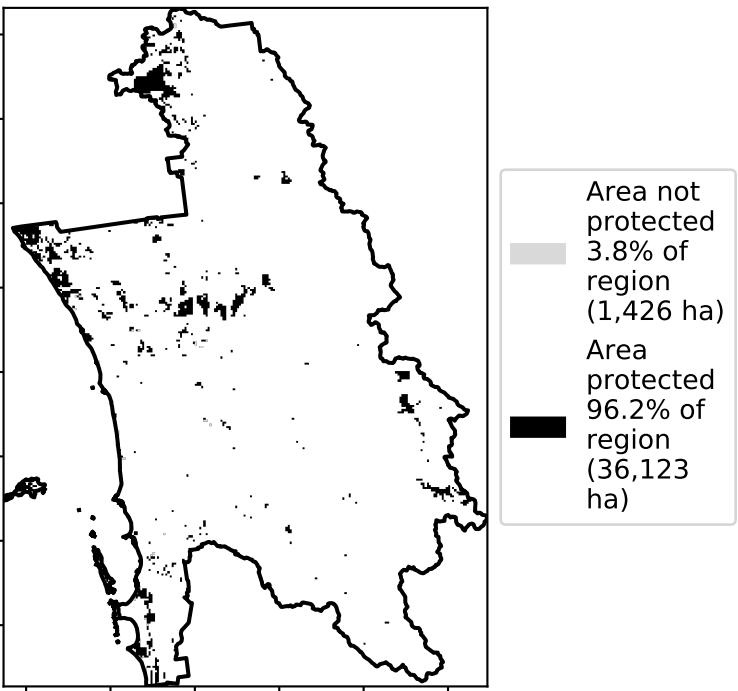 Area not
protected
3.8% of
region
(1,426 ha)
Area
protected
96.2% of
region
(36,123
ha)